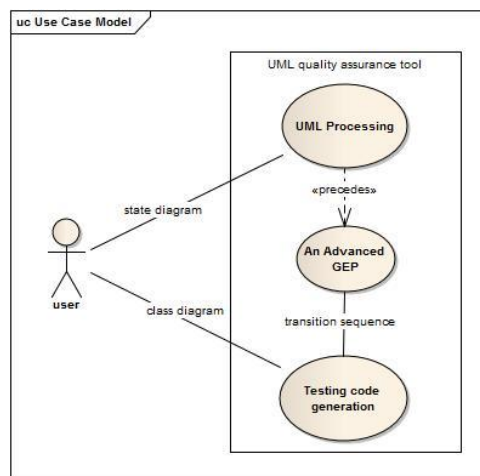 uc Use Case Model
UML quality assurance tool
UML Processing
«precedes»
state diagram
An Advanced
GEP
user
class diagram
transition sequence
Testing code
generation